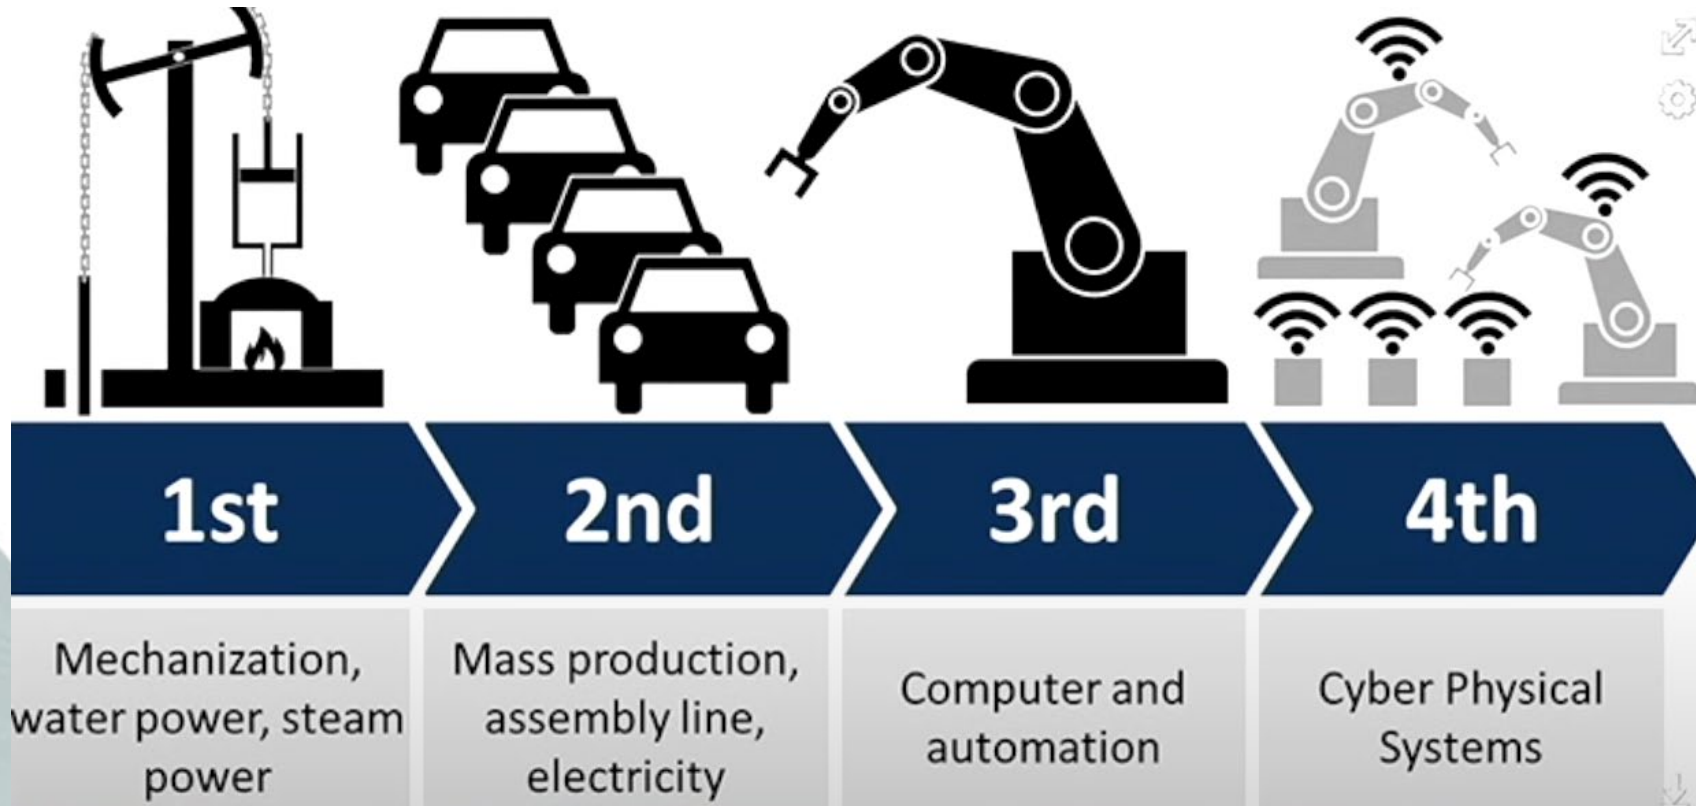 1st
2nd
3rd
4th
Mechanization,
water power, steam
power
Mass production,
assembly line,
electricity
Computer and
automation
Cyber Physical
Systems